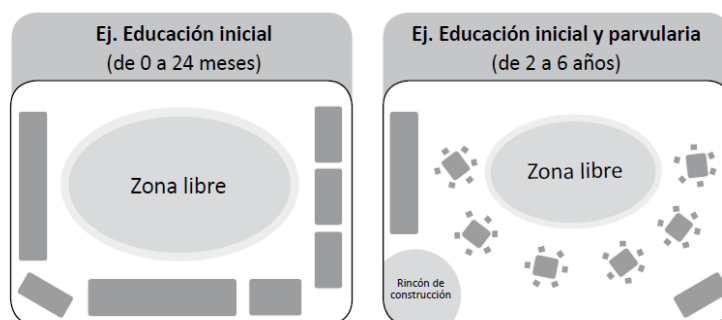 Ej. Educación inicial
(de 0 a 24 meses)
Zona libre
Ej. Educación inicial y parvularia
(de 2 a 6 años)
Zona libre
Rincón de
construcción